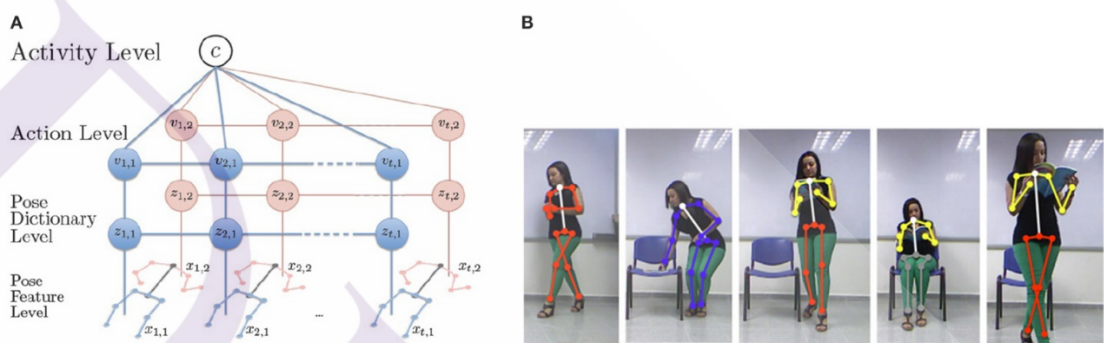 A
B
Activity Level
c
Action Level
v1,2 v2,2 vt,2
v1,1 v2,1 vt,1
Pose
Dictionary
Level
z1,2 z2,2 zt,2
z1,1 z2,1 zt,1
Pose
Feature
Level
x1,2 x2,2 xt,2
x1,1 x2,1 xt,1
...